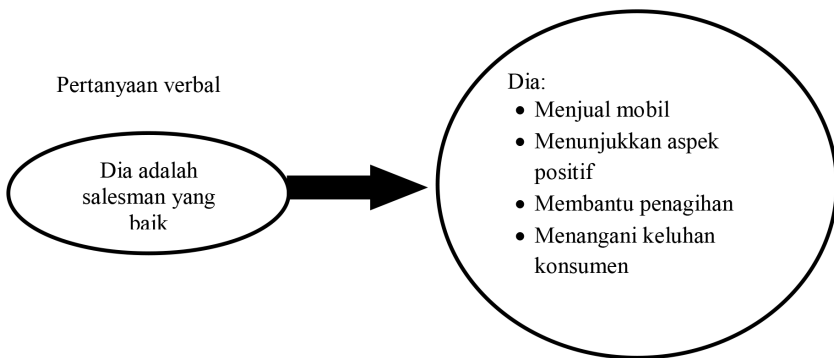 Pertanyaan verbal
Dia adalah
salesman yang
baik
Dia:
• Menjual mobil
• Menunjukkan aspek
positif
• Membantu penagihan
• Menangani keluhan
konsumen